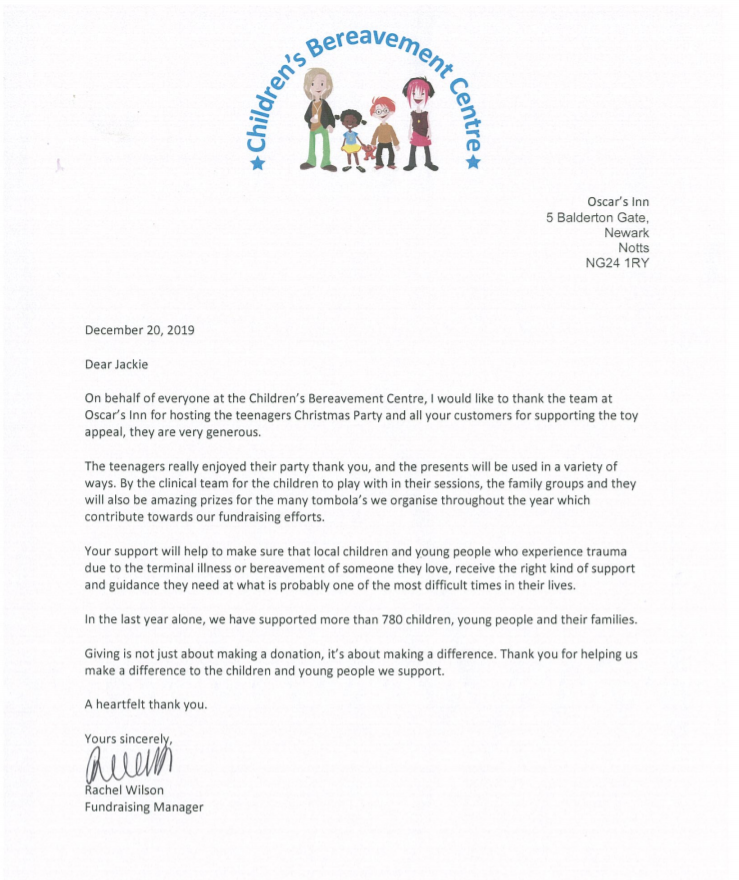 Children's Bereavement Centre
Oscar's Inn
5 Balderton Gate,
Newark
Notts
NG24 1RY
December 20, 2019
Dear Jackie
On behalf of everyone at the Children's Bereavement Centre, I would like to thank the team at
Oscar's Inn for hosting the teenagers Christmas Party and all your customers for supporting the toy
appeal, they are very generous.
The teenagers really enjoyed their party thank you, and the presents will be used in a variety of
ways. By the clinical team for the children to play with in their sessions, the family groups and they
will also be amazing prizes for the many tombola's we organise throughout the year which
contribute towards our fundraising efforts.
Your support will help to make sure that local children and young people who experience trauma
due to the terminal illness or bereavement of someone they love, receive the right kind of support
and guidance they need at what is probably one of the most difficult times in their lives.
In the last year alone, we have supported more than 780 children, young people and their families.
Giving is not just about making a donation, it's about making a difference. Thank you for helping us
make a difference to the children and young people we support.
A heartfelt thank you.
Yours sincerely,
Rachel Wilson
Fundraising Manager